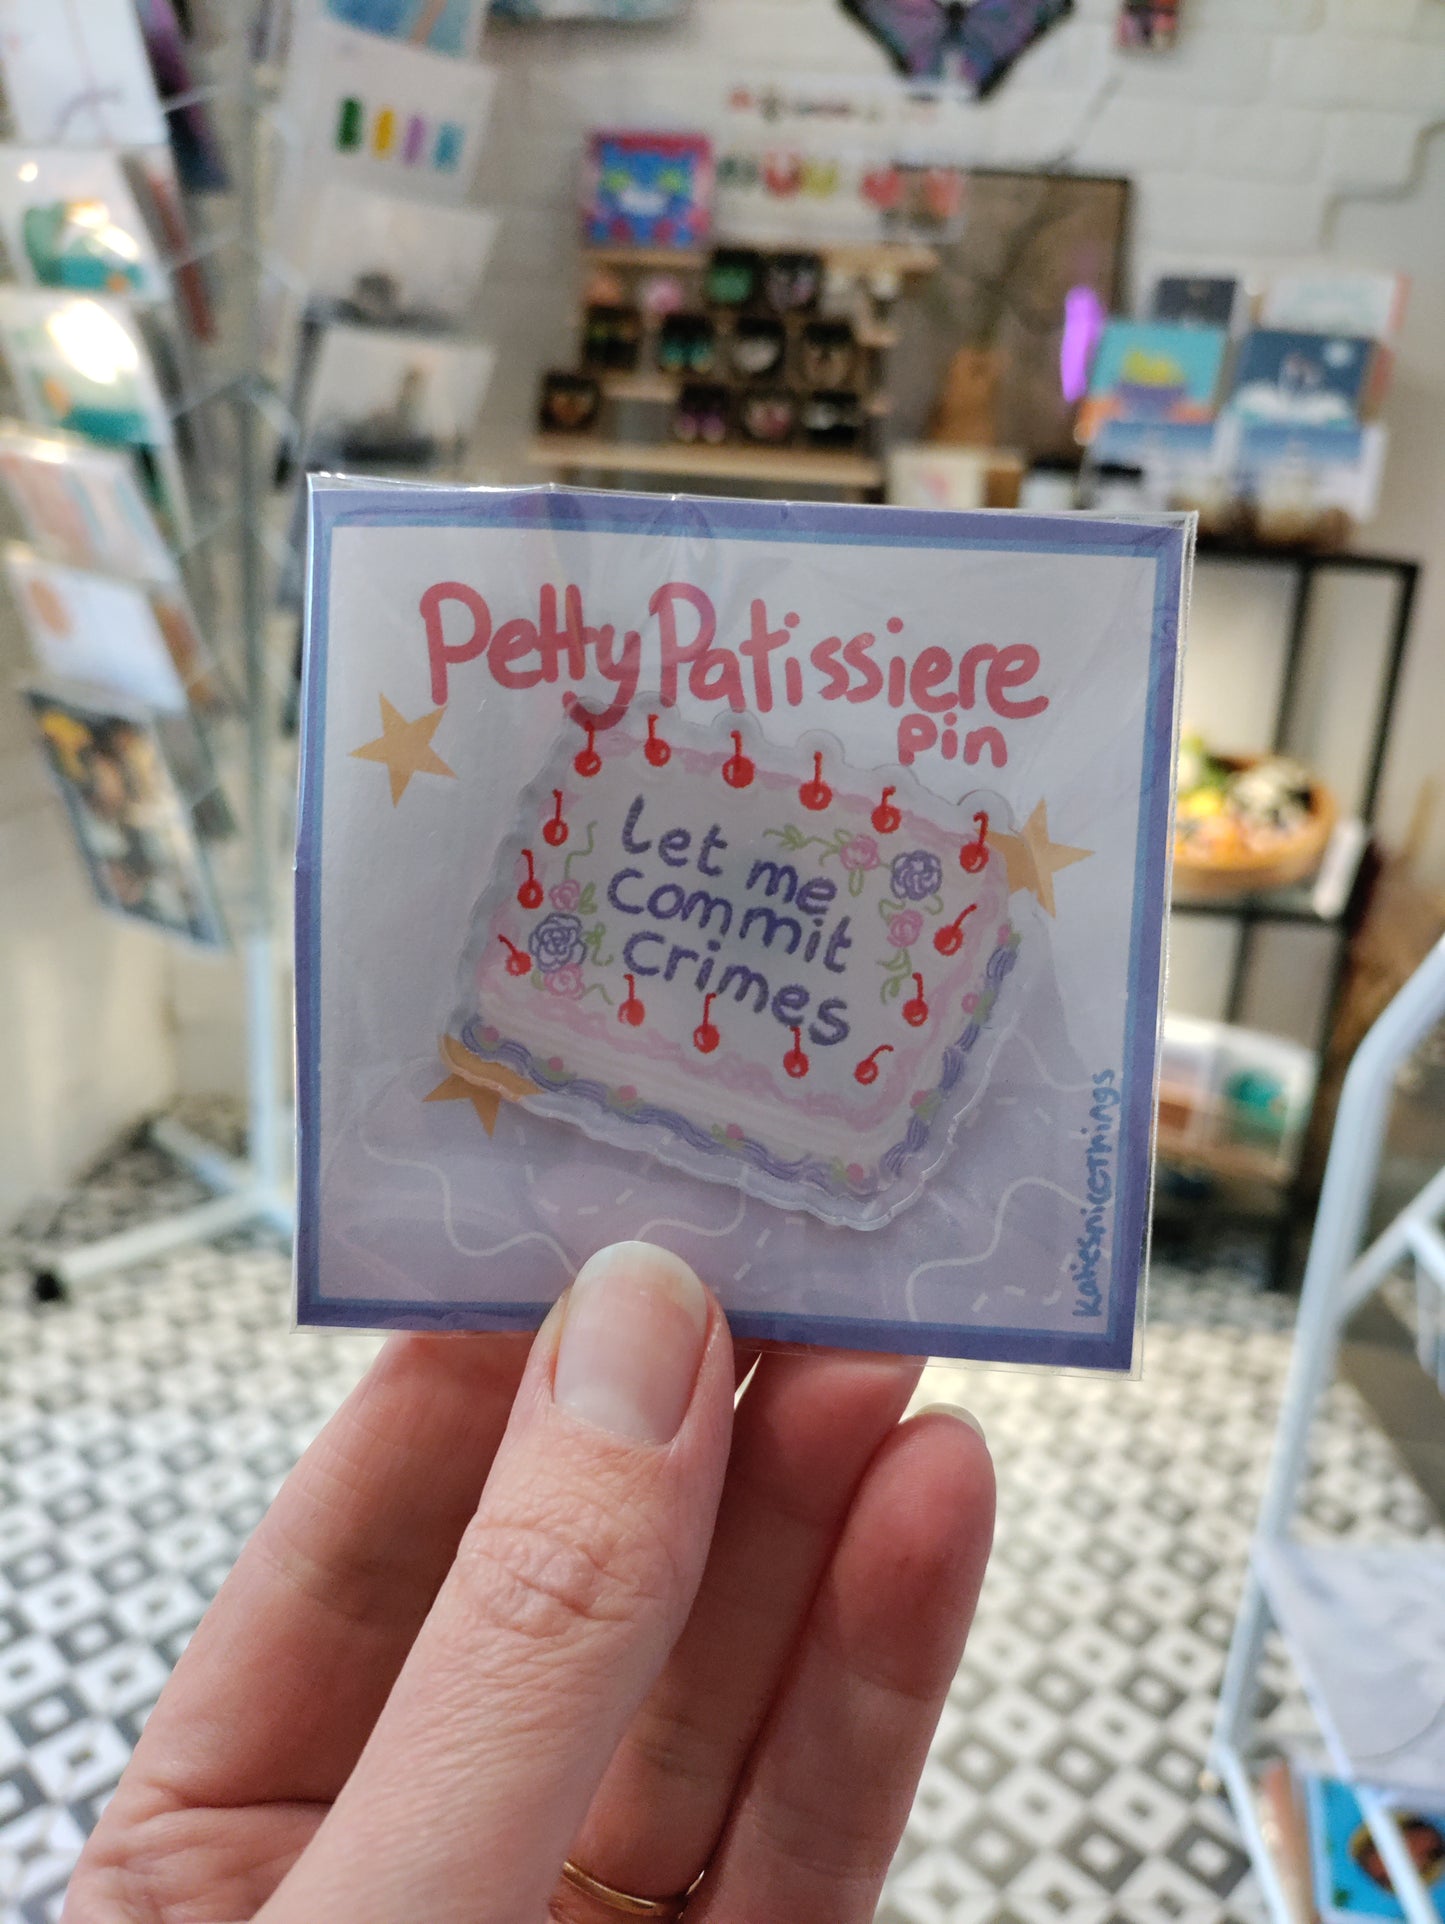 Petty Patissiere
pin
Let me
commit
crimes
katiesnicethings